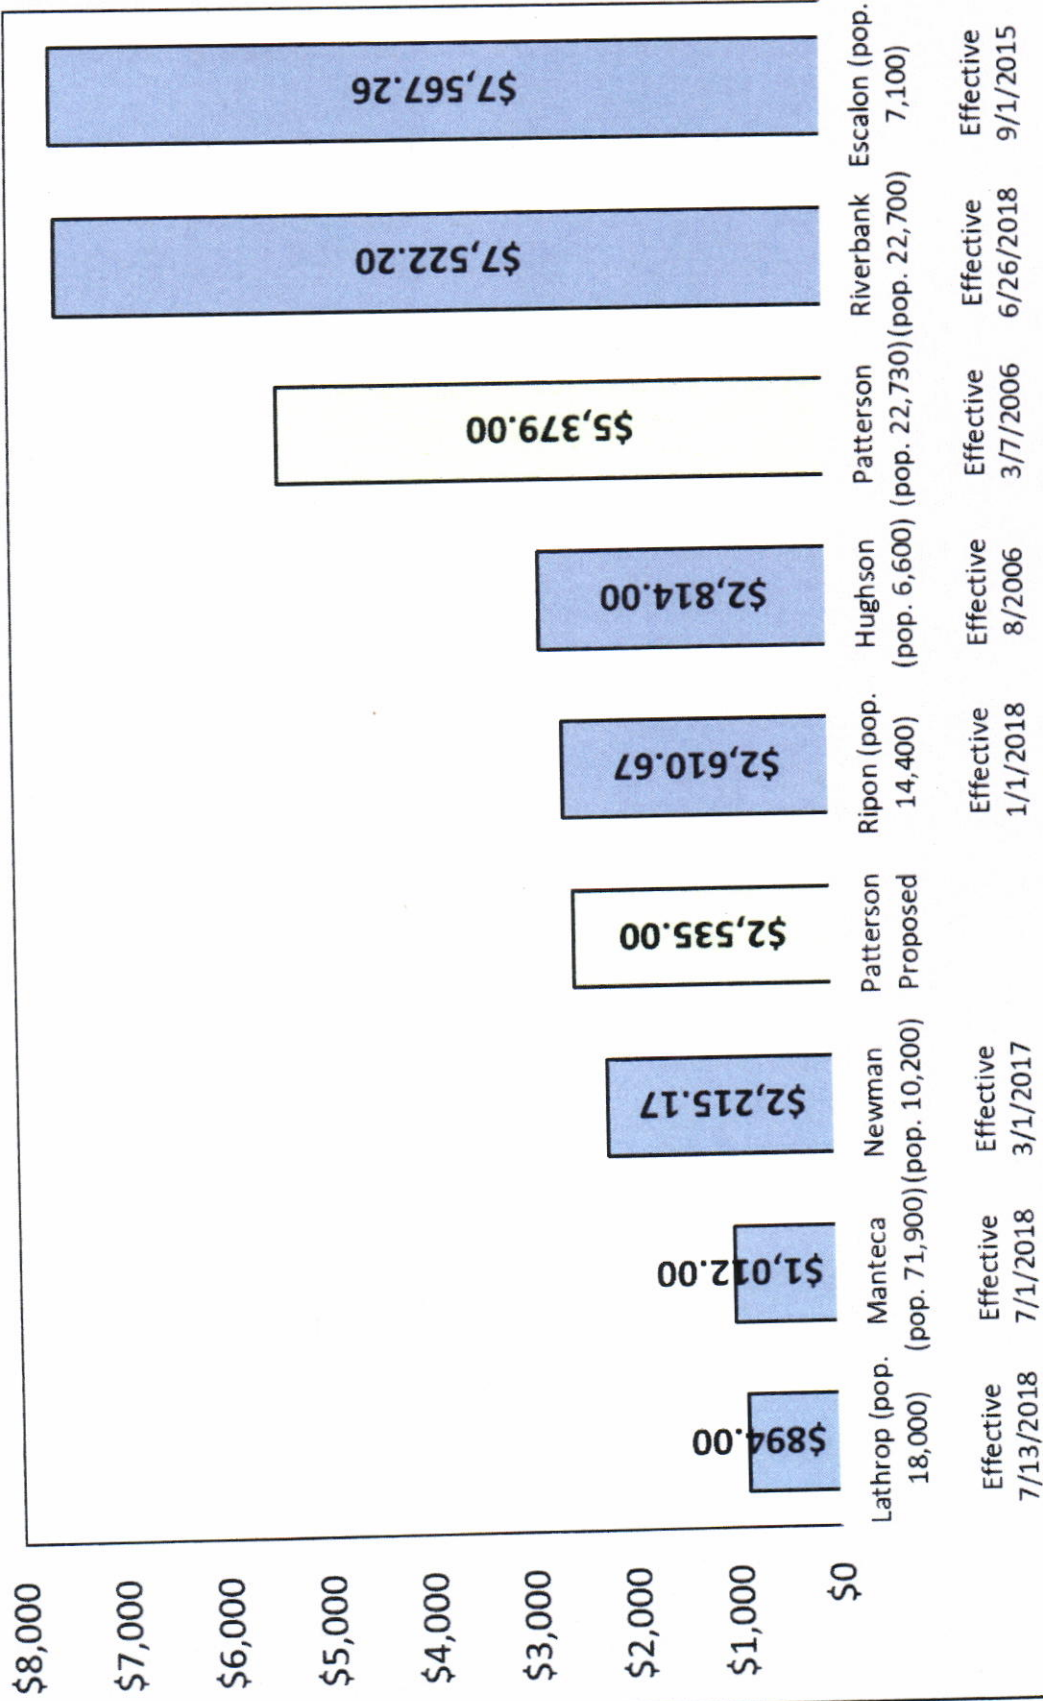 $8,000
$7,000
$6,000
$5,000
$4,000
$3,000
$2,000
$1,000
$0
$894.00
$1,012.00
$2,215.17
$2,535.00
$2,610.67
$2,814.00
$5,379.00
$7,522.20
$7,567.26
Lathrop (pop.
18,000)
Effective
7/13/2018
Manteca
(pop. 71,900)
Effective
7/1/2018
Newman
(pop. 10,200)
Effective
3/1/2017
Patterson
Proposed
Ripon (pop.
14,400)
Effective
1/1/2018
Hughson
(pop. 6,600)
Effective
8/2006
Patterson
(pop. 22,730)
Effective
3/7/2006
Riverbank
(pop. 22,700)
Effective
6/26/2018
Escalon (pop.
7,100)
Effective
9/1/2015